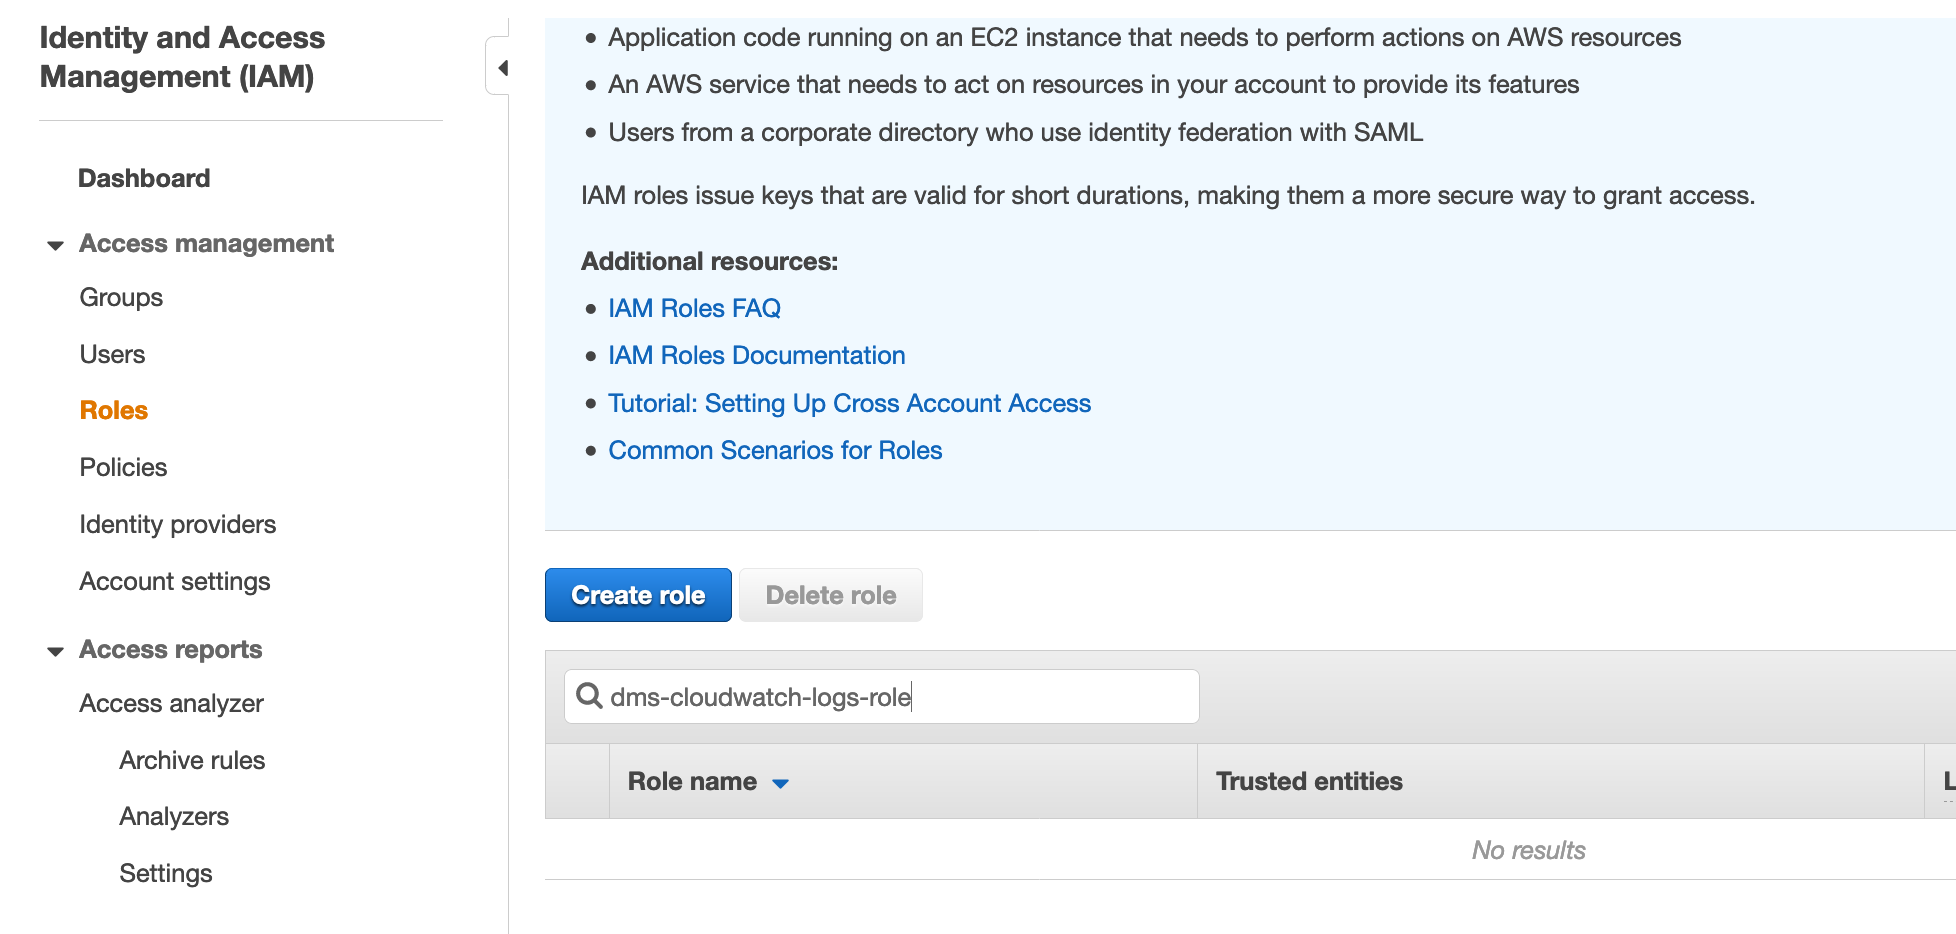 Identity and Access
Management (IAM)
Dashboard
Access management
Groups
Users
Roles
Policies
Identity providers
Account settings
Access reports
Access analyzer
Archive rules
Analyzers
Settings
Application code running on an EC2 instance that needs to perform actions on AWS resources
An AWS service that needs to act on resources in your account to provide its features
Users from a corporate directory who use identity federation with SAML
IAM roles issue keys that are valid for short durations, making them a more secure way to grant access.
Additional resources:
IAM Roles FAQ
IAM Roles Documentation
Tutorial: Setting Up Cross Account Access
Common Scenarios for Roles
Create role Delete role
dms-cloudwatch-logs-role
Role name Trusted entities
No results